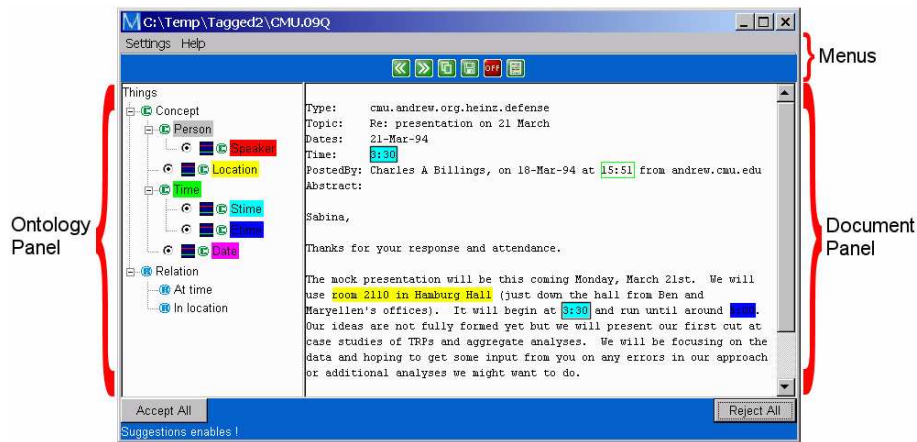 C:\Temp\Tagged2\CMU.09Q
Settings Help
OFF
Menus
Things
Concept
Person
Speaker
Location
Time
Stime
Etime
Date
Relation
At time
In location
Ontology
Panel
Type: cmu.andrew.org.heinz.defense
Topic: Re: presentation on 21 March
Dates: 21-Mar-94
Time: 3:30
PostedBy: Charles A Billings, on 18-Mar-94 at 15:51 from andrew.cmu.edu
Abstract:
Sabina,
Thanks for your response and attendance.
The mock presentation will be this coming Monday, March 21st. We will
use room 2110 in Hamburg Hall (just down the hall from Ben and
Maryellen's offices). It will begin at 3:30 and run until around .
Our ideas are not fully formed yet but we will present our first cut at
case studies of TRPs and aggregate analyses. We will be focusing on the
data and hoping to get some input from you on any errors in our approach
or additional analyses we might want to do.
Document
Panel
Accept All
Reject All
Suggestions enables !